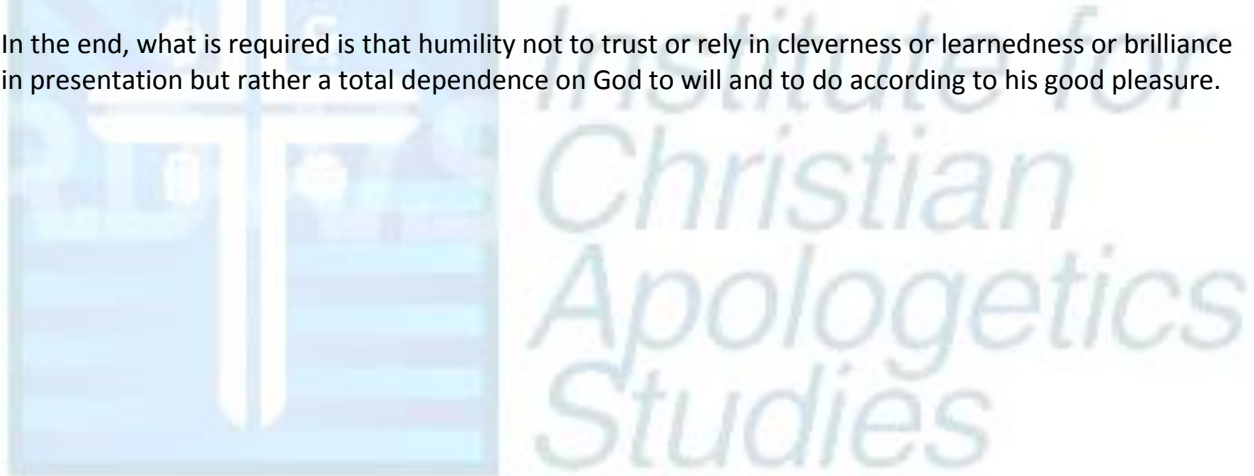 In the end, what is required is that humility not to trust or rely in cleverness or learnedness or brilliance
in presentation but rather a total dependence on God to will and to do according to his good pleasure.
Institute for
Christian
Apologetics
Studies